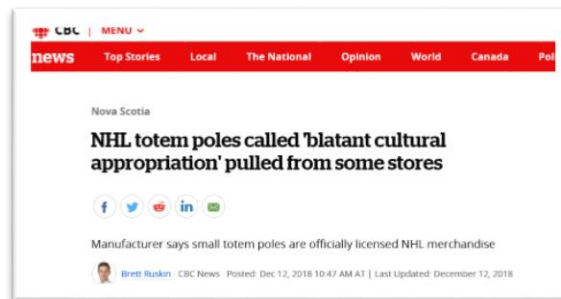 CBC | MENU
news Top Stories Local The National Opinion World Canada Pol
Nova Scotia
NHL totem poles called 'blatant cultural
appropriation' pulled from some stores
f in
Manufacturer says small totem poles are officially licensed NHL merchandise
Brett Ruskin · CBC News · Posted: Dec 12, 2018 10:47 AM AT | Last Updated: December 12, 2018